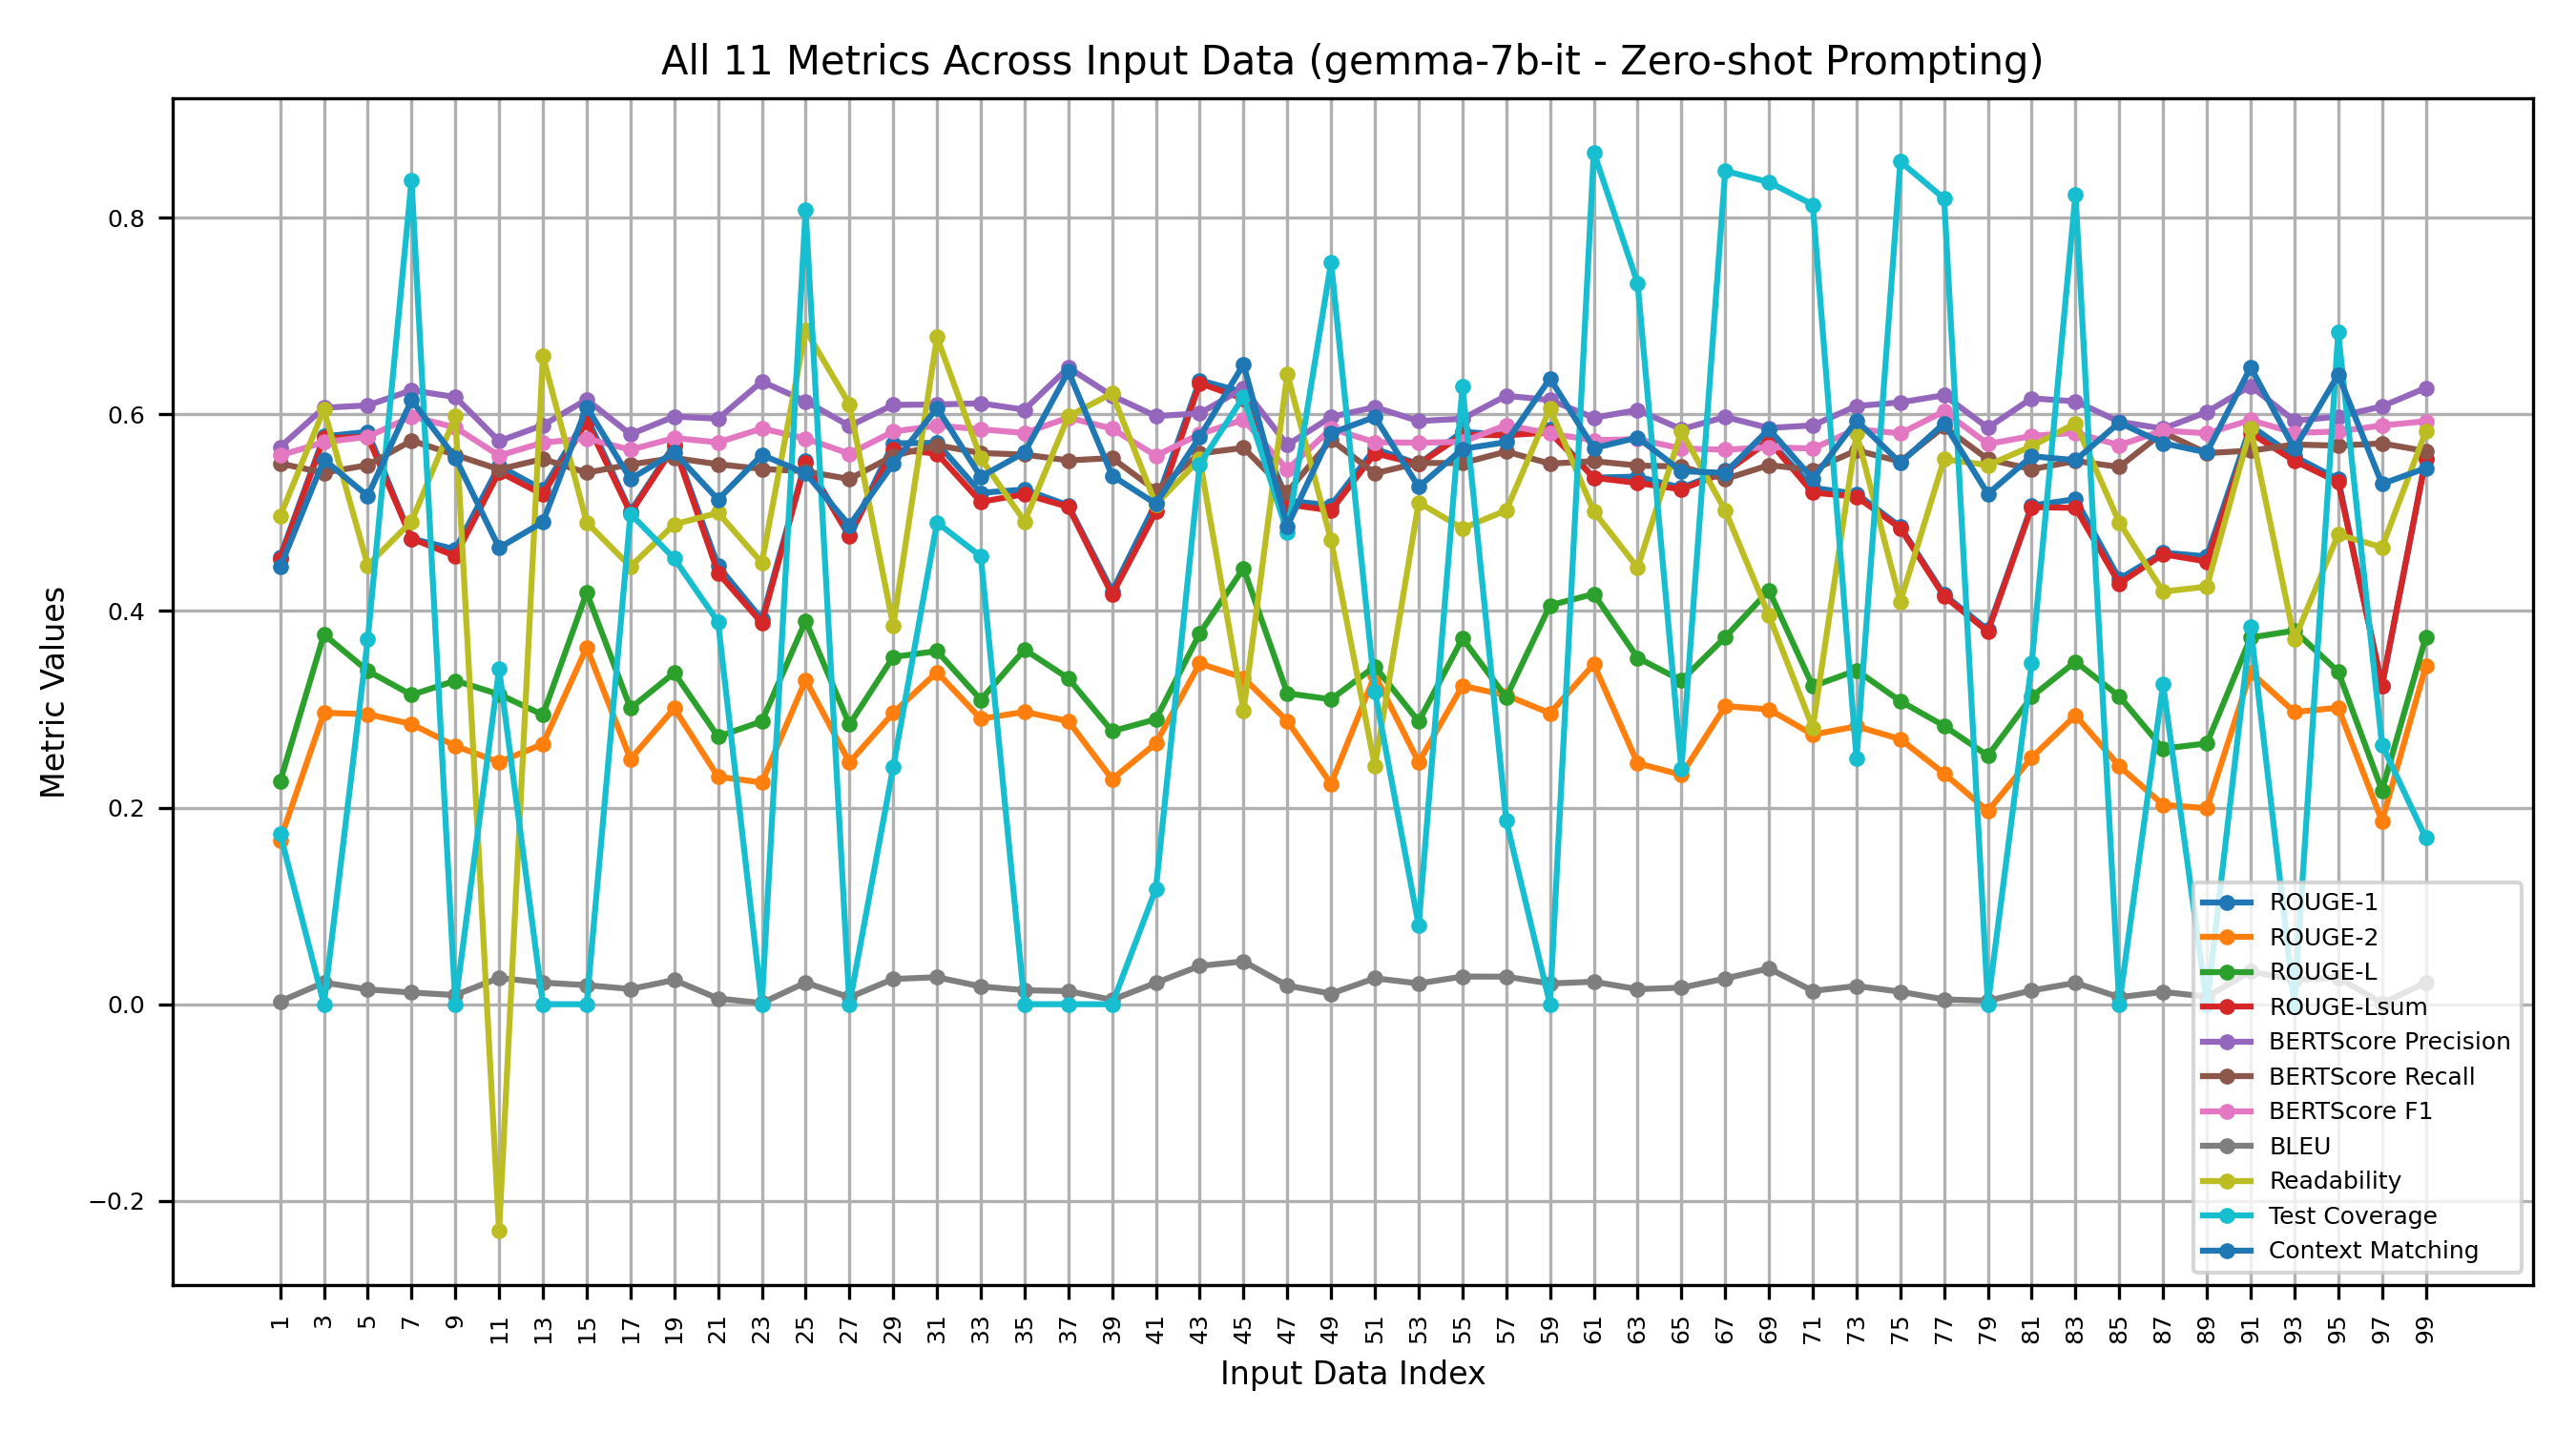 All 11 Metrics Across Input Data (gemma-7b-it - Zero-shot Prompting)
Metric Values
0.8
0.6
0.4
0.2
0.0
−0.2
ROUGE-1
ROUGE-2
ROUGE-L
ROUGE-Lsum
BERTScore Precision
BERTScore Recall
BERTScore F1
BLEU
Readability
Test Coverage
Context Matching
1 3 5 7 9 11 13 15 17 19 21 23 25 27 29 31 33 35 37 39 41 43 45 47 49 51 53 55 57 59 61 63 65 67 69 71 73 75 77 79 81 83 85 87 89 91 93 95 97 99
Input Data Index